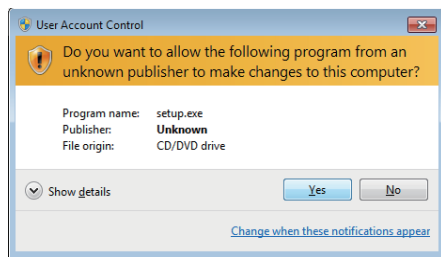 User Account Control
Do you want to allow the following program from an
unknown publisher to make changes to this computer?
Program name: setup.exe
Publisher: Unknown
File origin: CD/DVD drive
Show details
Yes
No
Change when these notifications appear